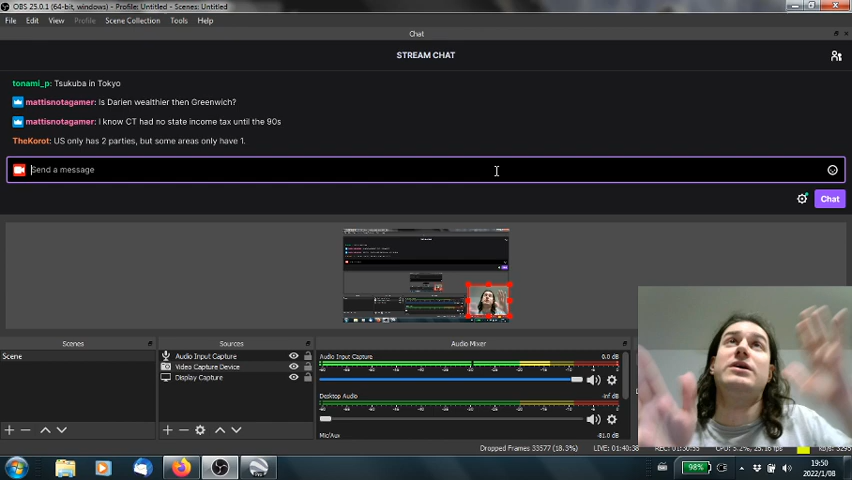 OBS 25.0.1 (64-bit, windows) - Profile: Untitled - Scenes: Untitled
File Edit View Profile Scene Collection Tools Help
Chat
STREAM CHAT
tonami_p: Tsukuba in Tokyo
mattisnotagamer: Is Darien wealthier then Greenwich?
mattisnotagamer: I know CT had no state income tax until the 90s
TheKorot: US only has 2 parties, but some areas only have 1.
Send a message
Chat
Scenes Sources Audio Mixer
Scene
Audio Input Capture
Video Capture Device
Display Capture
Audio Input Capture 0.0 dB
Desktop Audio
Mic/Aux -81.0 dB
Dropped Frames 33577 (18.3%) LIVE: 01:40:38
98%
19:50
2022/1/08